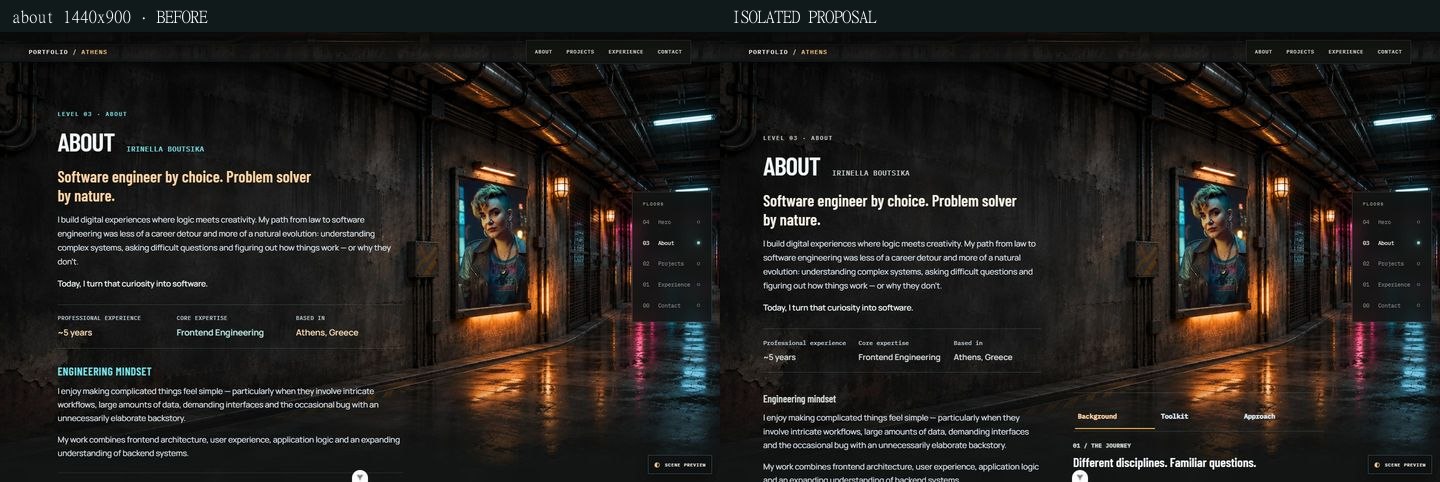 about 1440x900 · BEFORE
PORTFOLIO / ATHENS
ABOUT PROJECTS EXPERIENCE CONTACT
LEVEL 03 · ABOUT
ABOUT IRINELLA BOUTSIKA
Software engineer by choice. Problem solver
by nature.
I build digital experiences where logic meets creativity. My path from law to software
engineering was less of a career detour and more of a natural evolution: understanding
complex systems, asking difficult questions and figuring out how things work — or why they
don't.
Today, I turn that curiosity into software.
PROFESSIONAL EXPERIENCE CORE EXPERTISE BASED IN
~5 years Frontend Engineering Athens, Greece
ENGINEERING MINDSET
I enjoy making complicated things feel simple — particularly when they involve intricate
workflows, large amounts of data, demanding interfaces and the occasional bug with an
unnecessarily elaborate backstory.
My work combines frontend architecture, user experience, application logic and an expanding
understanding of backend systems.
FLOORS
04 Hero
03 About
02 Projects
01 Experience
00 Contact
SCENE PREVIEW
ISOLATED PROPOSAL
PORTFOLIO / ATHENS
ABOUT PROJECTS EXPERIENCE CONTACT
LEVEL 03 · ABOUT
ABOUT IRINELLA BOUTSIKA
Software engineer by choice. Problem solver
by nature.
I build digital experiences where logic meets creativity. My path from law to
software engineering was less of a career detour and more of a natural
evolution: understanding complex systems, asking difficult questions and
figuring out how things work — or why they don't.
Today, I turn that curiosity into software.
Professional experience Core expertise Based in
~5 years Frontend Engineering Athens, Greece
Engineering mindset
I enjoy making complicated things feel simple — particularly when they
involve intricate workflows, large amounts of data, demanding interfaces
and the occasional bug with an unnecessarily elaborate backstory.
My work combines frontend architecture, user experience, application logic
and an expanding understanding of backend systems.
FLOORS
04 Hero
03 About
02 Projects
01 Experience
00 Contact
Background Toolkit Approach
01 / THE JOURNEY
Different disciplines. Familiar questions.
SCENE PREVIEW